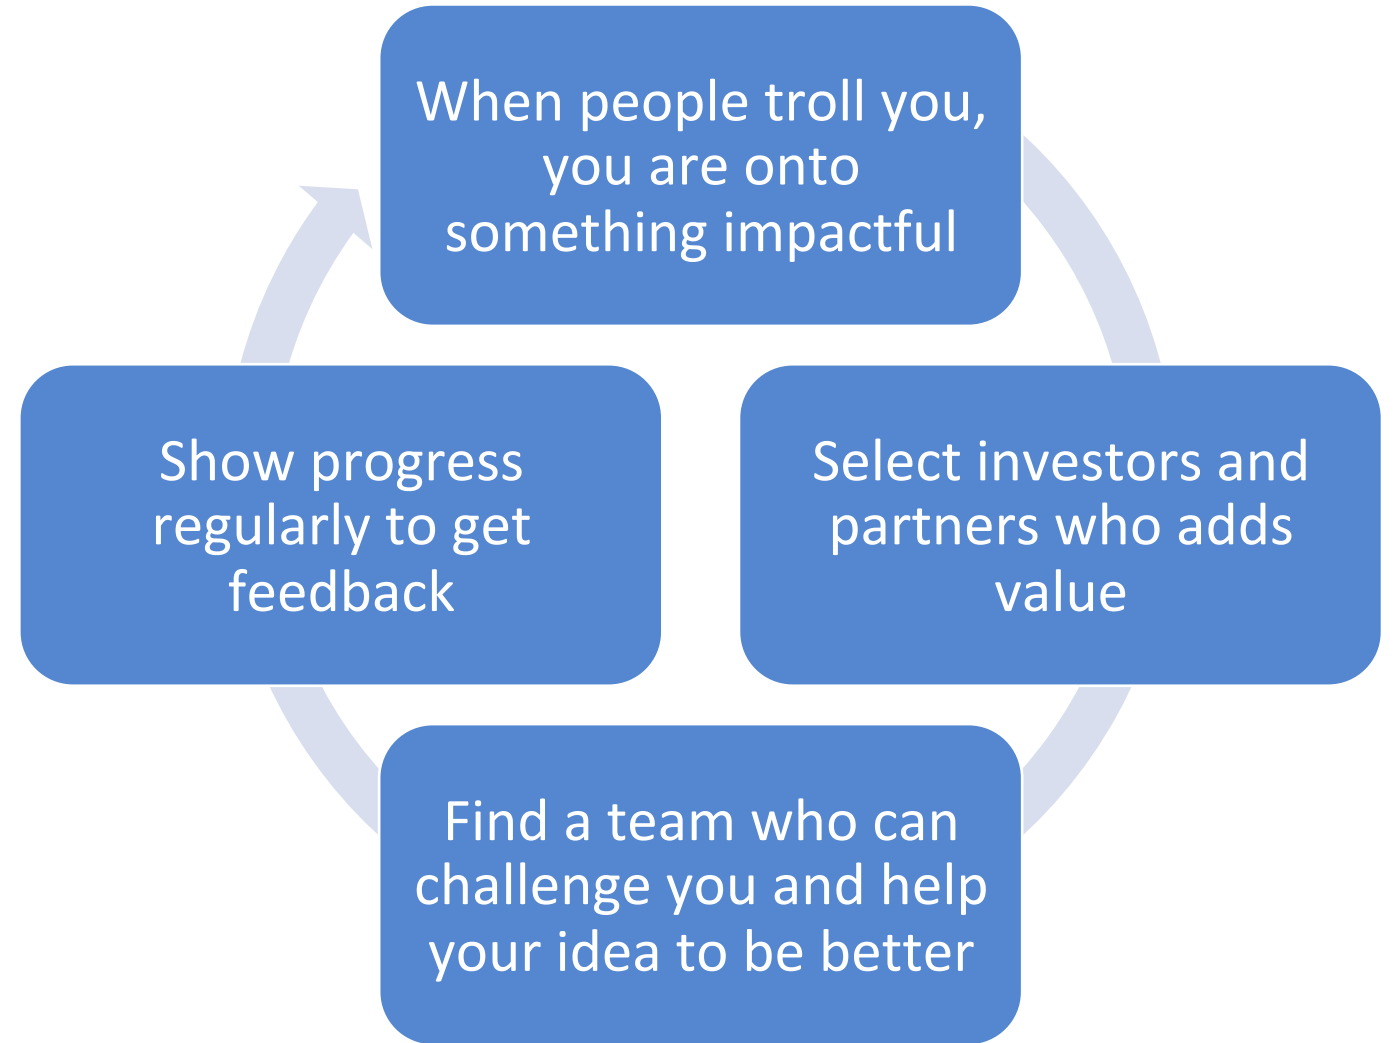 When people troll you,
you are onto
something impactful
Select investors and
partners who adds
value
Find a team who can
challenge you and help
your idea to be better
Show progress
regularly to get
feedback